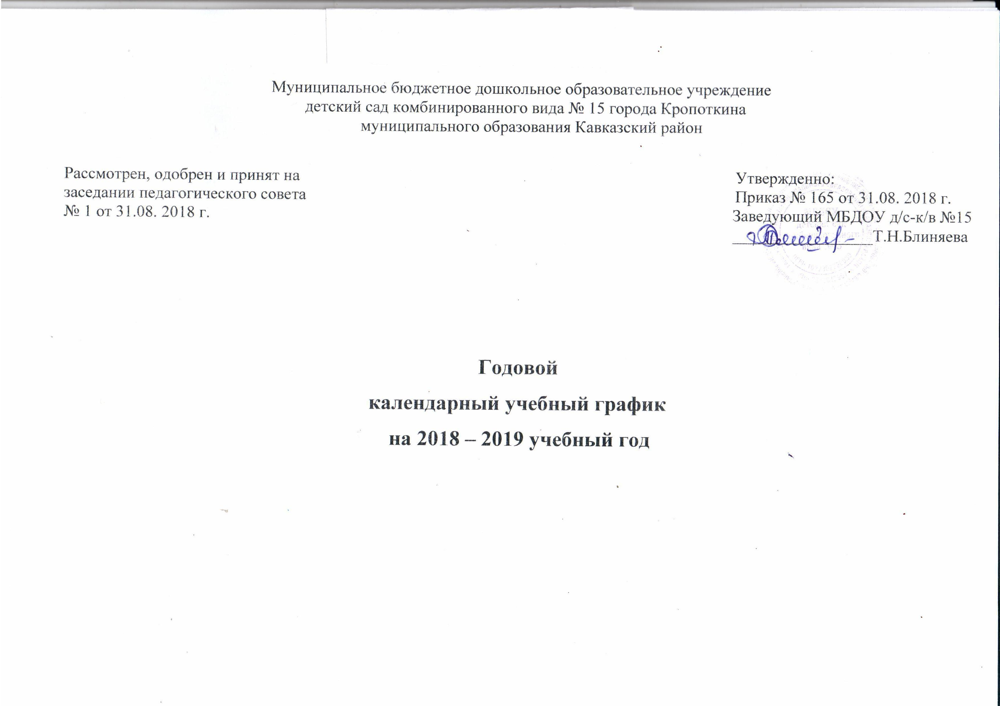 Муниципальное бюджетное дошкольное образовательное учреждение
детский сад комбинированного вида № 15 города Кропоткина
муниципального образования Кавказский район
Рассмотрен, одобрен и принят на
заседании педагогического совета
№ 1 от 31.08. 2018 г.
Утвержденно:
Приказ № 165 от 31.08. 2018 г.
Заведующий МБДОУ д/с-к/в №15
Т.Н.Блиняева
Годовой
календарный учебный график
на 2018 – 2019 учебный год